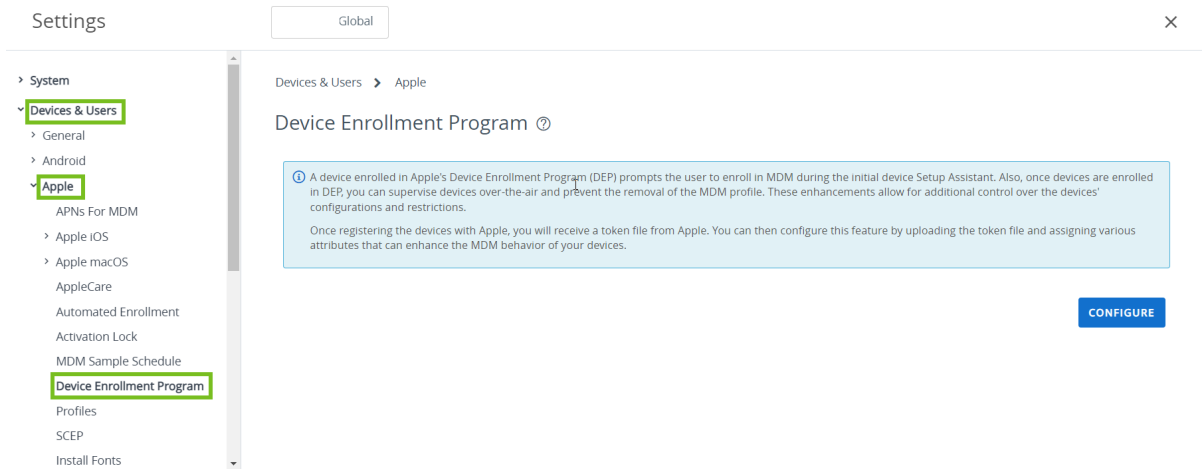 Settings
Global
System
Devices & Users
General
Android
Apple
APNs For MDM
Apple iOS
Apple macOS
AppleCare
Automated Enrollment
Activation Lock
MDM Sample Schedule
Device Enrollment Program
Profiles
SCEP
Install Fonts
Devices & Users > Apple
Device Enrollment Program
A device enrolled in Apple's Device Enrollment Program (DEP) prompts the user to enroll in MDM during the initial device Setup Assistant. Also, once devices are enrolled
in DEP, you can supervise devices over-the-air and prevent the removal of the MDM profile. These enhancements allow for additional control over the devices'
configurations and restrictions.
Once registering the devices with Apple, you will receive a token file from Apple. You can then configure this feature by uploading the token file and assigning various
attributes that can enhance the MDM behavior of your devices.
CONFIGURE